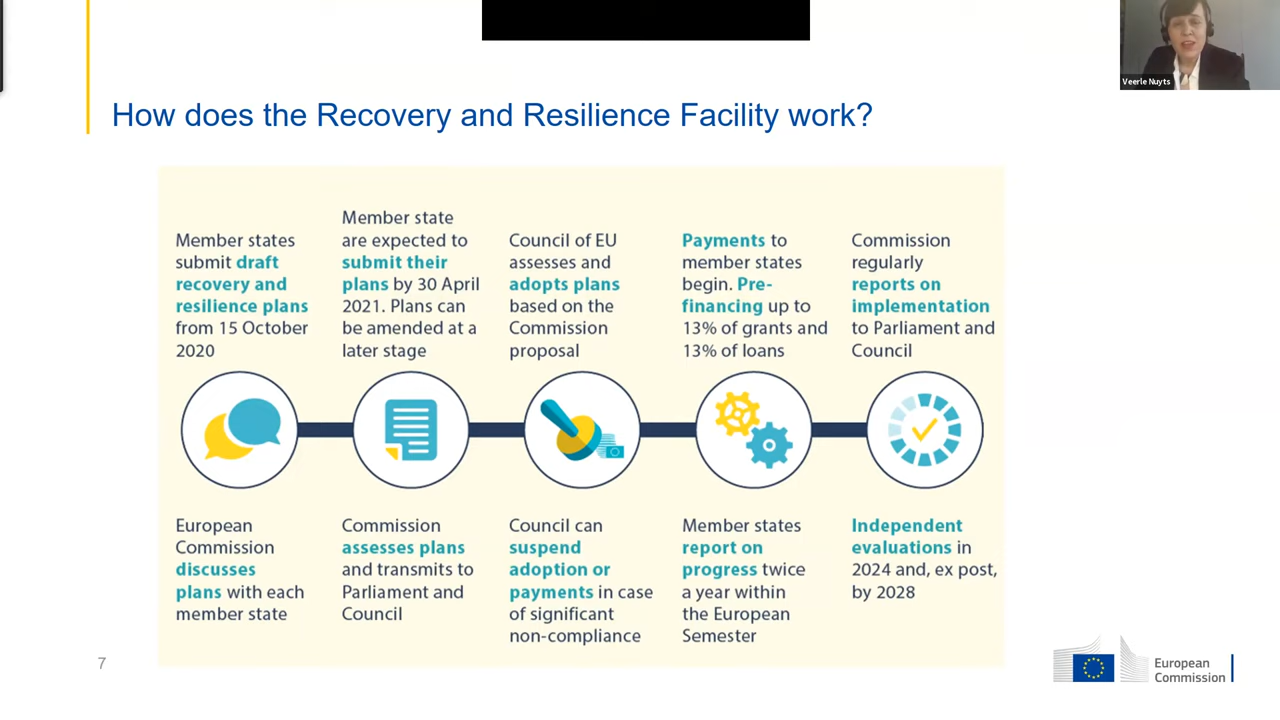 Veerle Nuyts
How does the Recovery and Resilience Facility work?
Member states
submit draft
recovery and
resilience plans
from 15 October
2020
Member state
are expected to
submit their
plans by 30 April
2021. Plans can
be amended at a
later stage
Council of EU
assesses and
adopts plans
based on the
Commission
proposal
Payments to
member states
begin. Pre-
financing up to
13% of grants and
13% of loans
Commission
regularly
reports on
implementation
to Parliament and
Council
European
Commission
discusses
plans with each
member state
Commission
assesses plans
and transmits to
Parliament and
Council
Council can
suspend
adoption or
payments in case
of significant
non-compliance
Member states
report on
progress twice
a year within
the European
Semester
Independent
evaluations in
2024 and, ex post,
by 2028
7
European
Commission